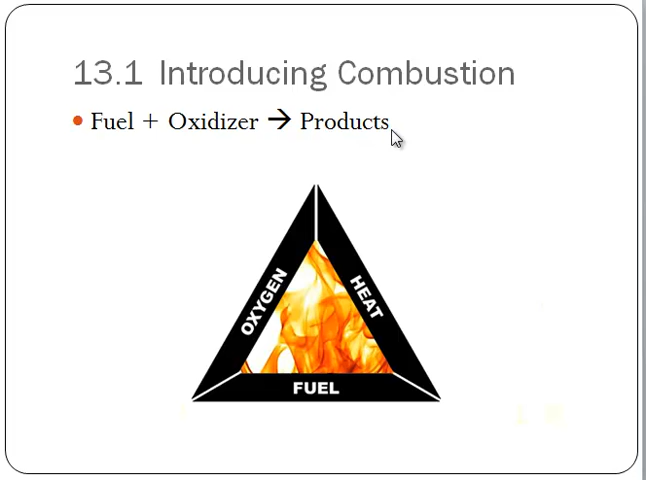 13.1 Introducing Combustion
• Fuel + Oxidizer → Products
OXYGEN
HEAT
FUEL